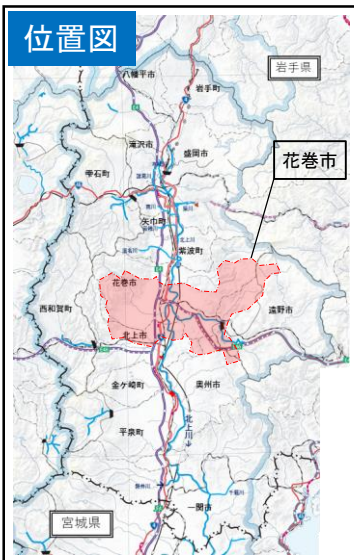 位置図
岩手県
八幡平市
岩手町
滝沢市
盛岡市
花巻市
雫石町
矢巾町
北上川
紫波町
花巻市
遠野市
西和賀町
北上市
金ケ崎町
奥州市
北上川
平泉町
一関市
宮城県